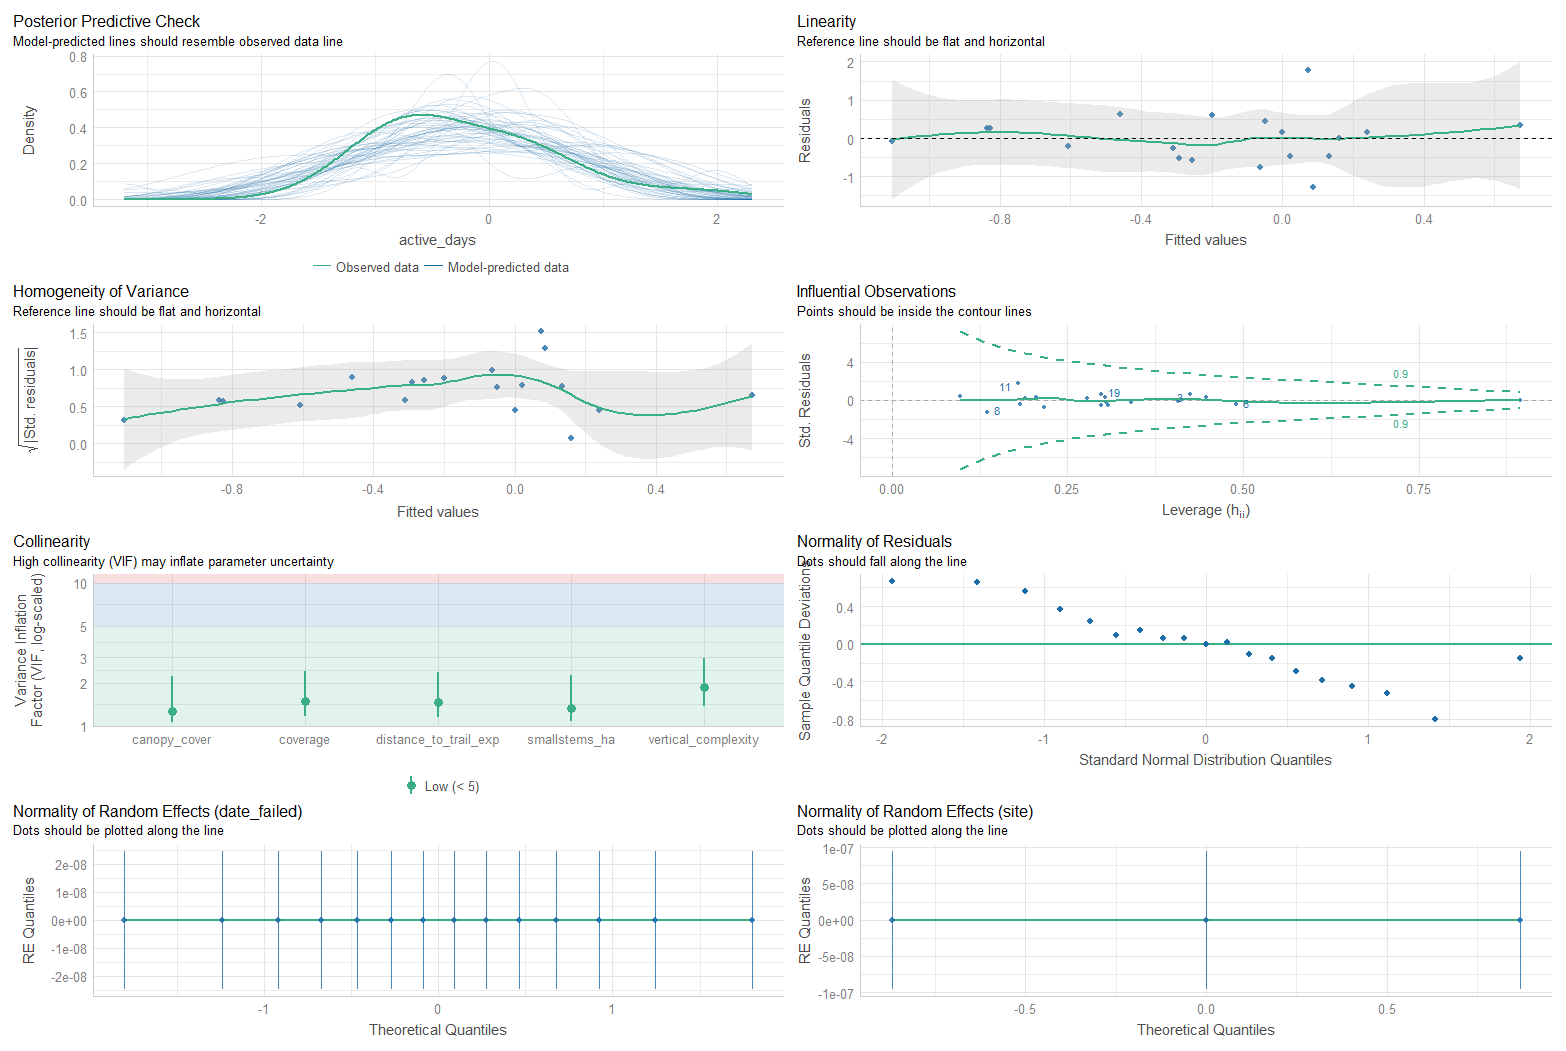 Posterior Predictive Check
Model-predicted lines should resemble observed data line
0.8
0.6
0.4
0.2
0.0
Density
-2
0
2
active_days
Observed data
Model-predicted data
Linearity
Reference line should be flat and horizontal
2
1
0
-1
Residuals
-0.8
-0.4
0.0
0.4
Fitted values
Homogeneity of Variance
Reference line should be flat and horizontal
1.5
1.0
0.5
0.0
√|Std. residuals|
-0.8
-0.4
0.0
0.4
Fitted values
Influential Observations
Points should be inside the contour lines
4
0
-4
Std. Residuals
0.9
11
19
8
2
6
0.9
0.00
0.25
0.50
0.75
Leverage (hii)
Collinearity
High collinearity (VIF) may inflate parameter uncertainty
10
5
3
2
1
Variance Inflation
Factor (VIF, log-scaled)
canopy_cover
coverage
distance_to_trail_exp
smallstems_ha
vertical_complexity
Low (< 5)
Normality of Residuals
Dots should fall along the line
0.4
0.0
-0.4
-0.8
Sample Quantile Deviations
-2
-1
0
1
2
Standard Normal Distribution Quantiles
Normality of Random Effects (date_failed)
Dots should be plotted along the line
2e-08
1e-08
0e+00
-1e-08
-2e-08
RE Quantiles
-1
0
1
Theoretical Quantiles
Normality of Random Effects (site)
Dots should be plotted along the line
1e-07
5e-08
0e+00
-5e-08
-1e-07
RE Quantiles
-0.5
0.0
0.5
Theoretical Quantiles